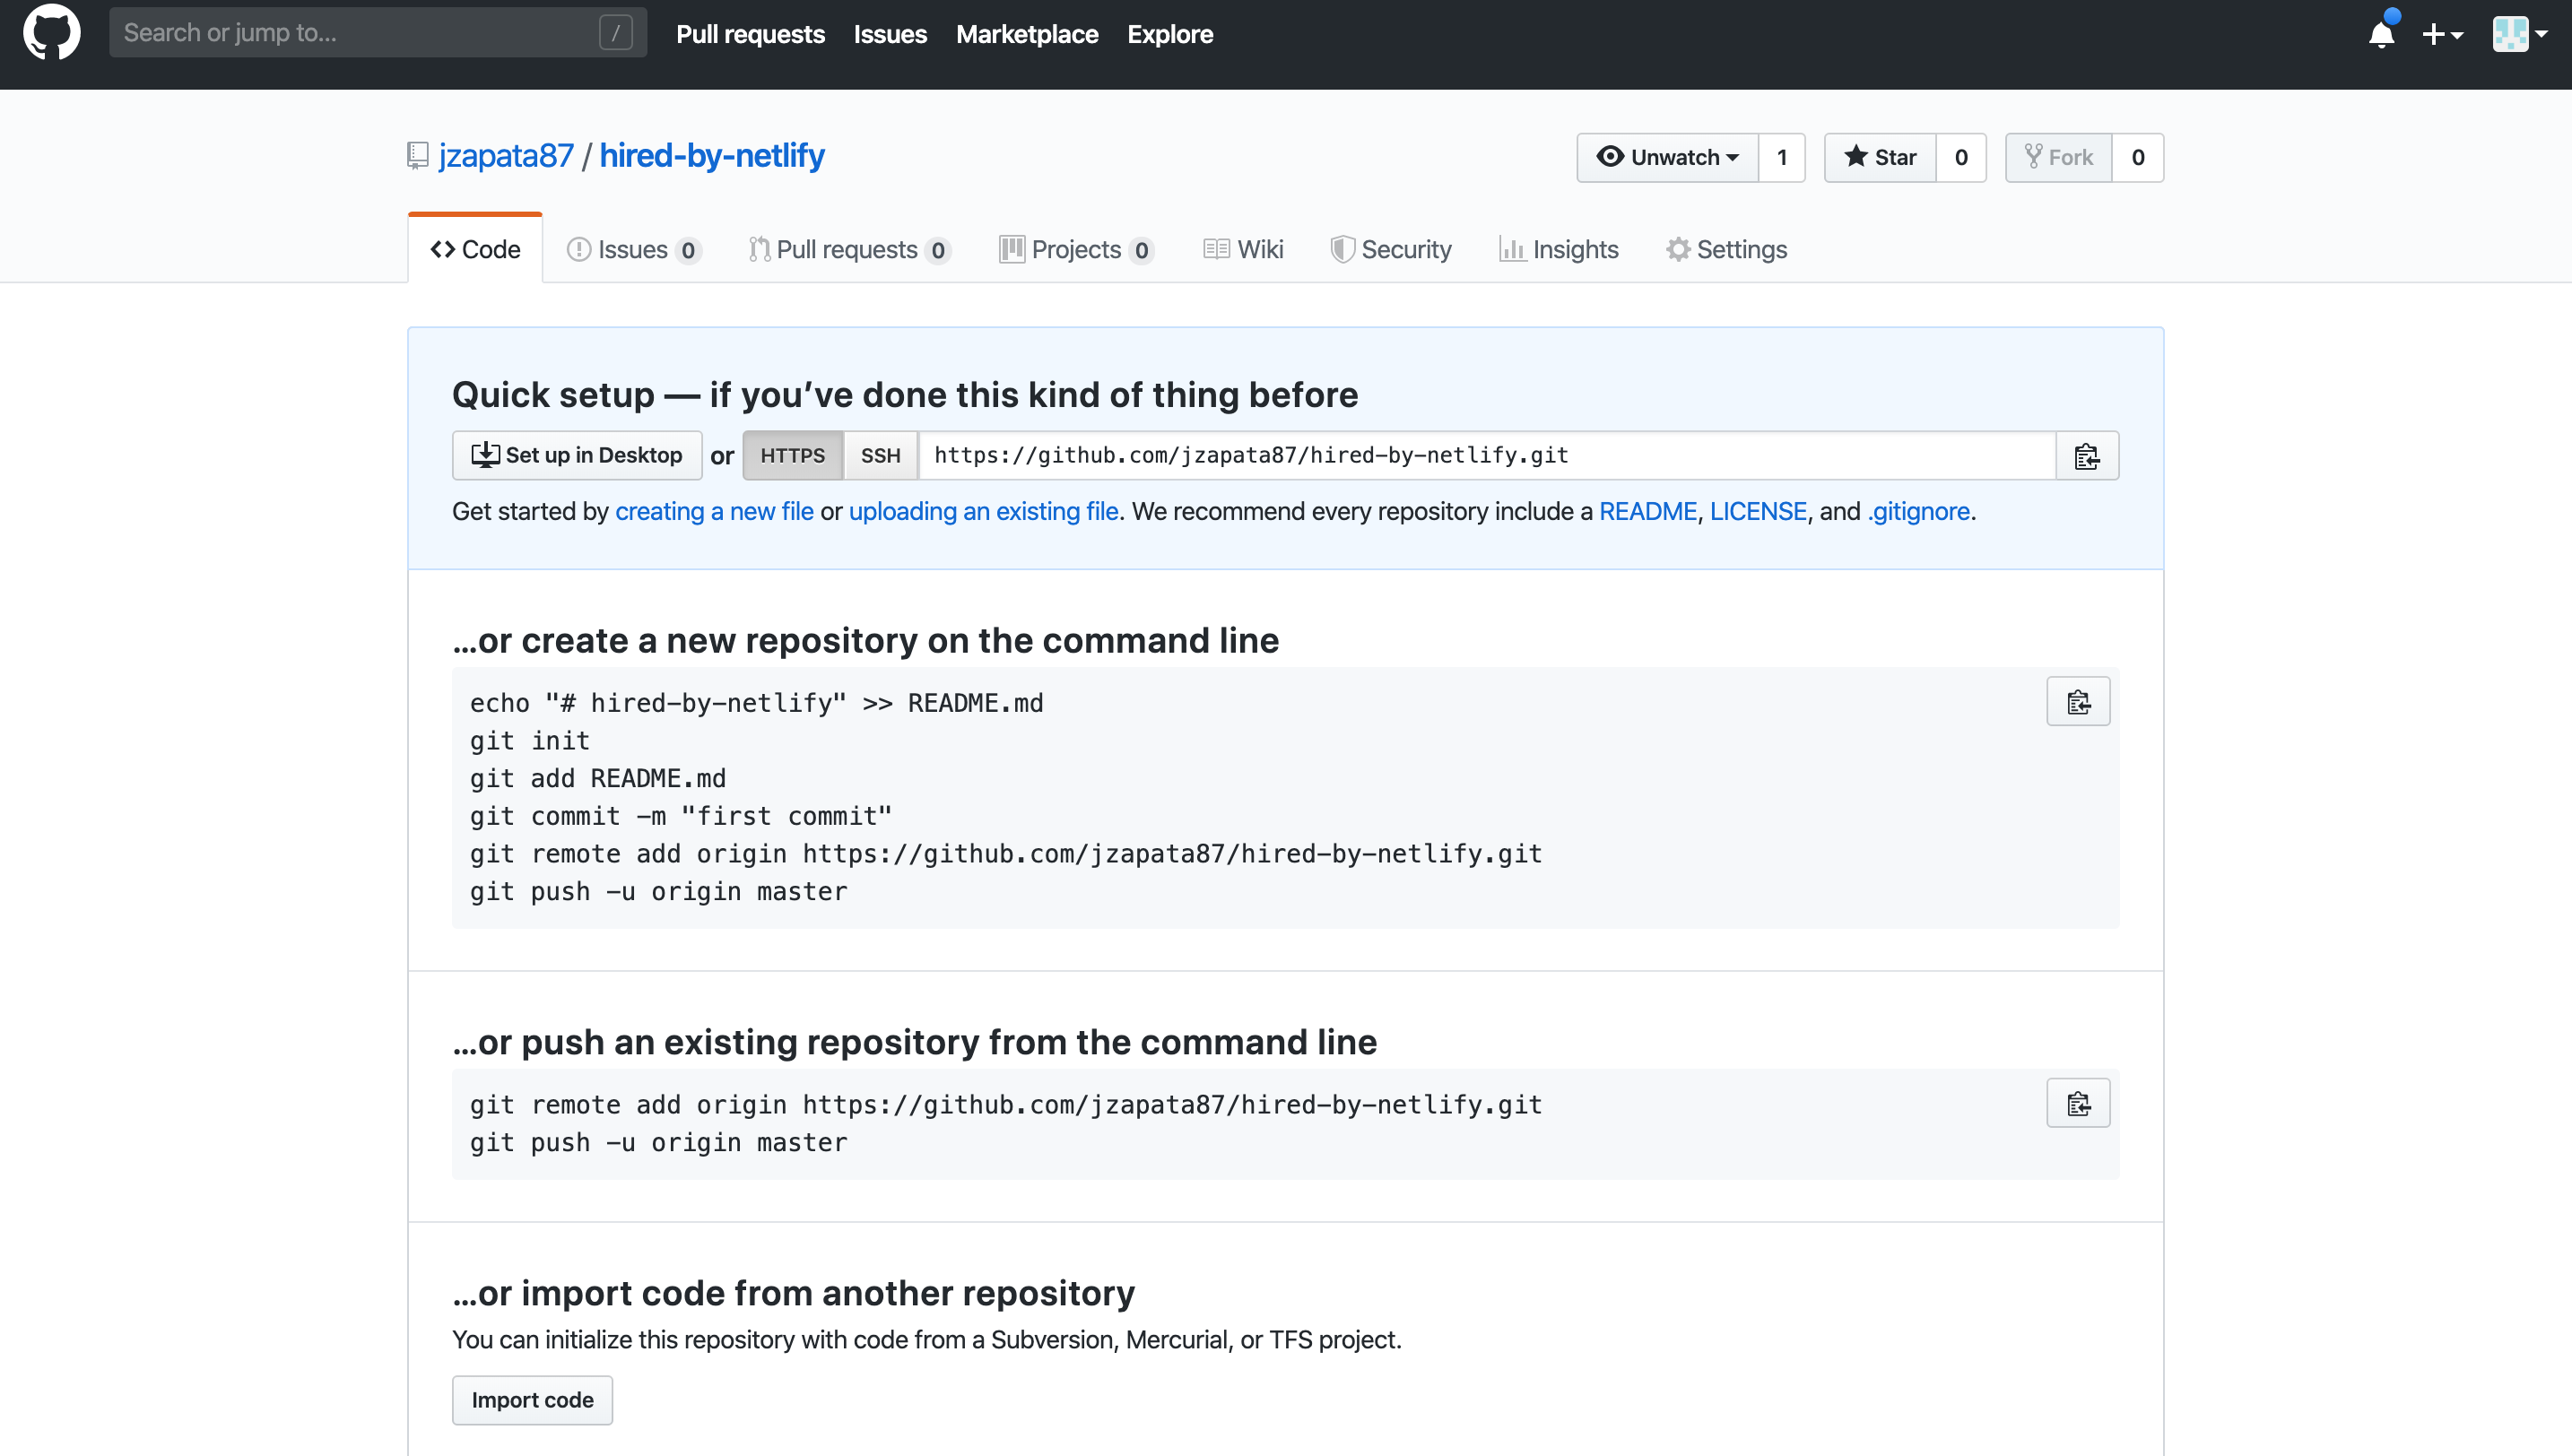 Search or jump to... /
Pull requests Issues Marketplace Explore
jzapata87 / hired-by-netlify
Unwatch 1 Star 0 Fork 0
Code Issues 0 Pull requests 0 Projects 0 Wiki Security Insights Settings
Quick setup — if you’ve done this kind of thing before
Set up in Desktop or HTTPS SSH https://github.com/jzapata87/hired-by-netlify.git
Get started by creating a new file or uploading an existing file. We recommend every repository include a README, LICENSE, and .gitignore.
…or create a new repository on the command line
echo "# hired-by-netlify" >> README.md
git init
git add README.md
git commit -m "first commit"
git remote add origin https://github.com/jzapata87/hired-by-netlify.git
git push -u origin master
…or push an existing repository from the command line
git remote add origin https://github.com/jzapata87/hired-by-netlify.git
git push -u origin master
…or import code from another repository
You can initialize this repository with code from a Subversion, Mercurial, or TFS project.
Import code